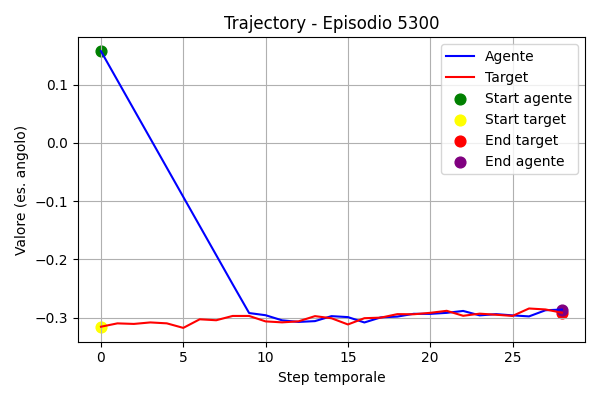 Trajectory - Episodio 5300
Agente
Target
Start agente
Start target
End target
End agente
Valore (es. angolo)
0.1
0.0
−0.1
−0.2
−0.3
0 5 10 15 20 25
Step temporale